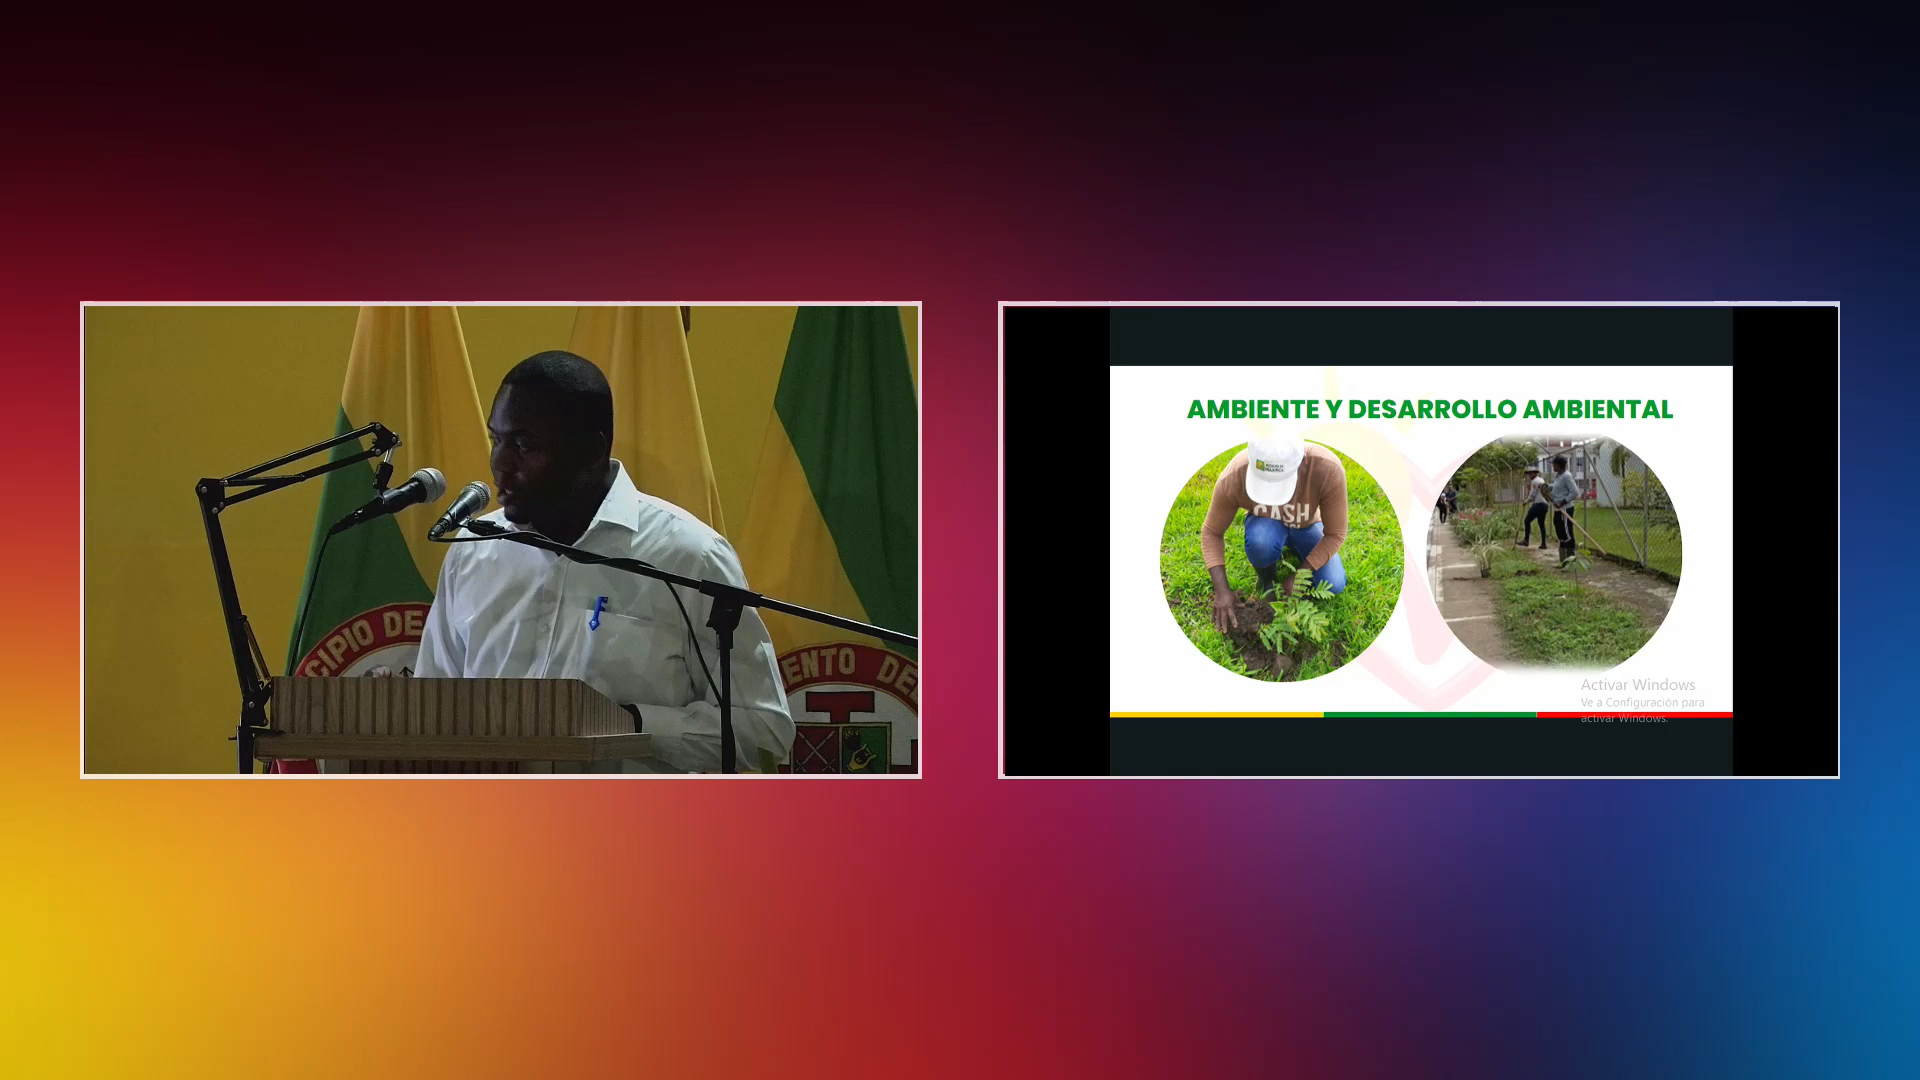 CIPIO DE
ENTO DE
AMBIENTE Y DESARROLLO AMBIENTAL
CASH
Activar Windows
Ve a Configuración para
activar Windows.